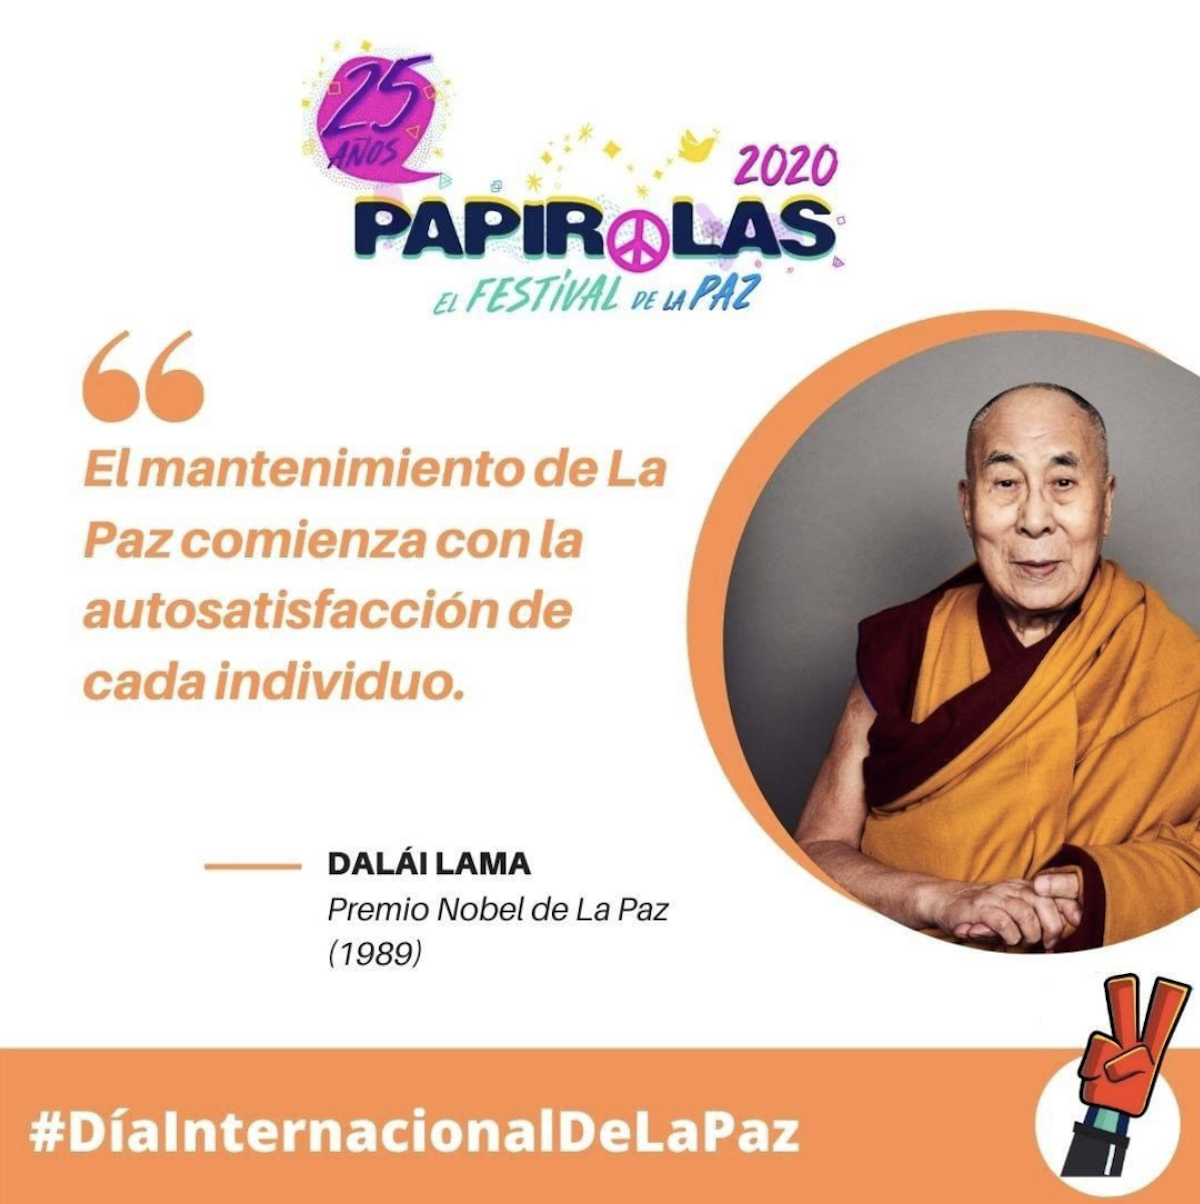 25
AÑOS
2020
PAPIROLAS
EL FESTIVAL DE LA PAZ
El mantenimiento de La
Paz comienza con la
autosatisfacción de
cada individuo.
DALÁI LAMA
Premio Nobel de La Paz
(1989)
#DíaInternacionalDeLaPaz